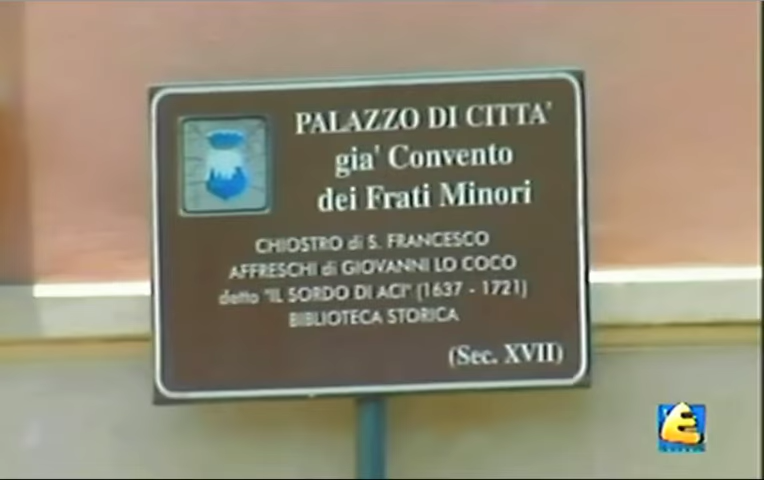 PALAZZO DI CITTA'
gia' Convento
dei Frati Minori
CHIOSTRO di S. FRANCESCO
AFFRESCHI di GIOVANNI LO COCO
detto "IL SORDO DI ACI" (1637 - 1721)
BIBLIOTECA STORICA
(Sec. XVII)
E